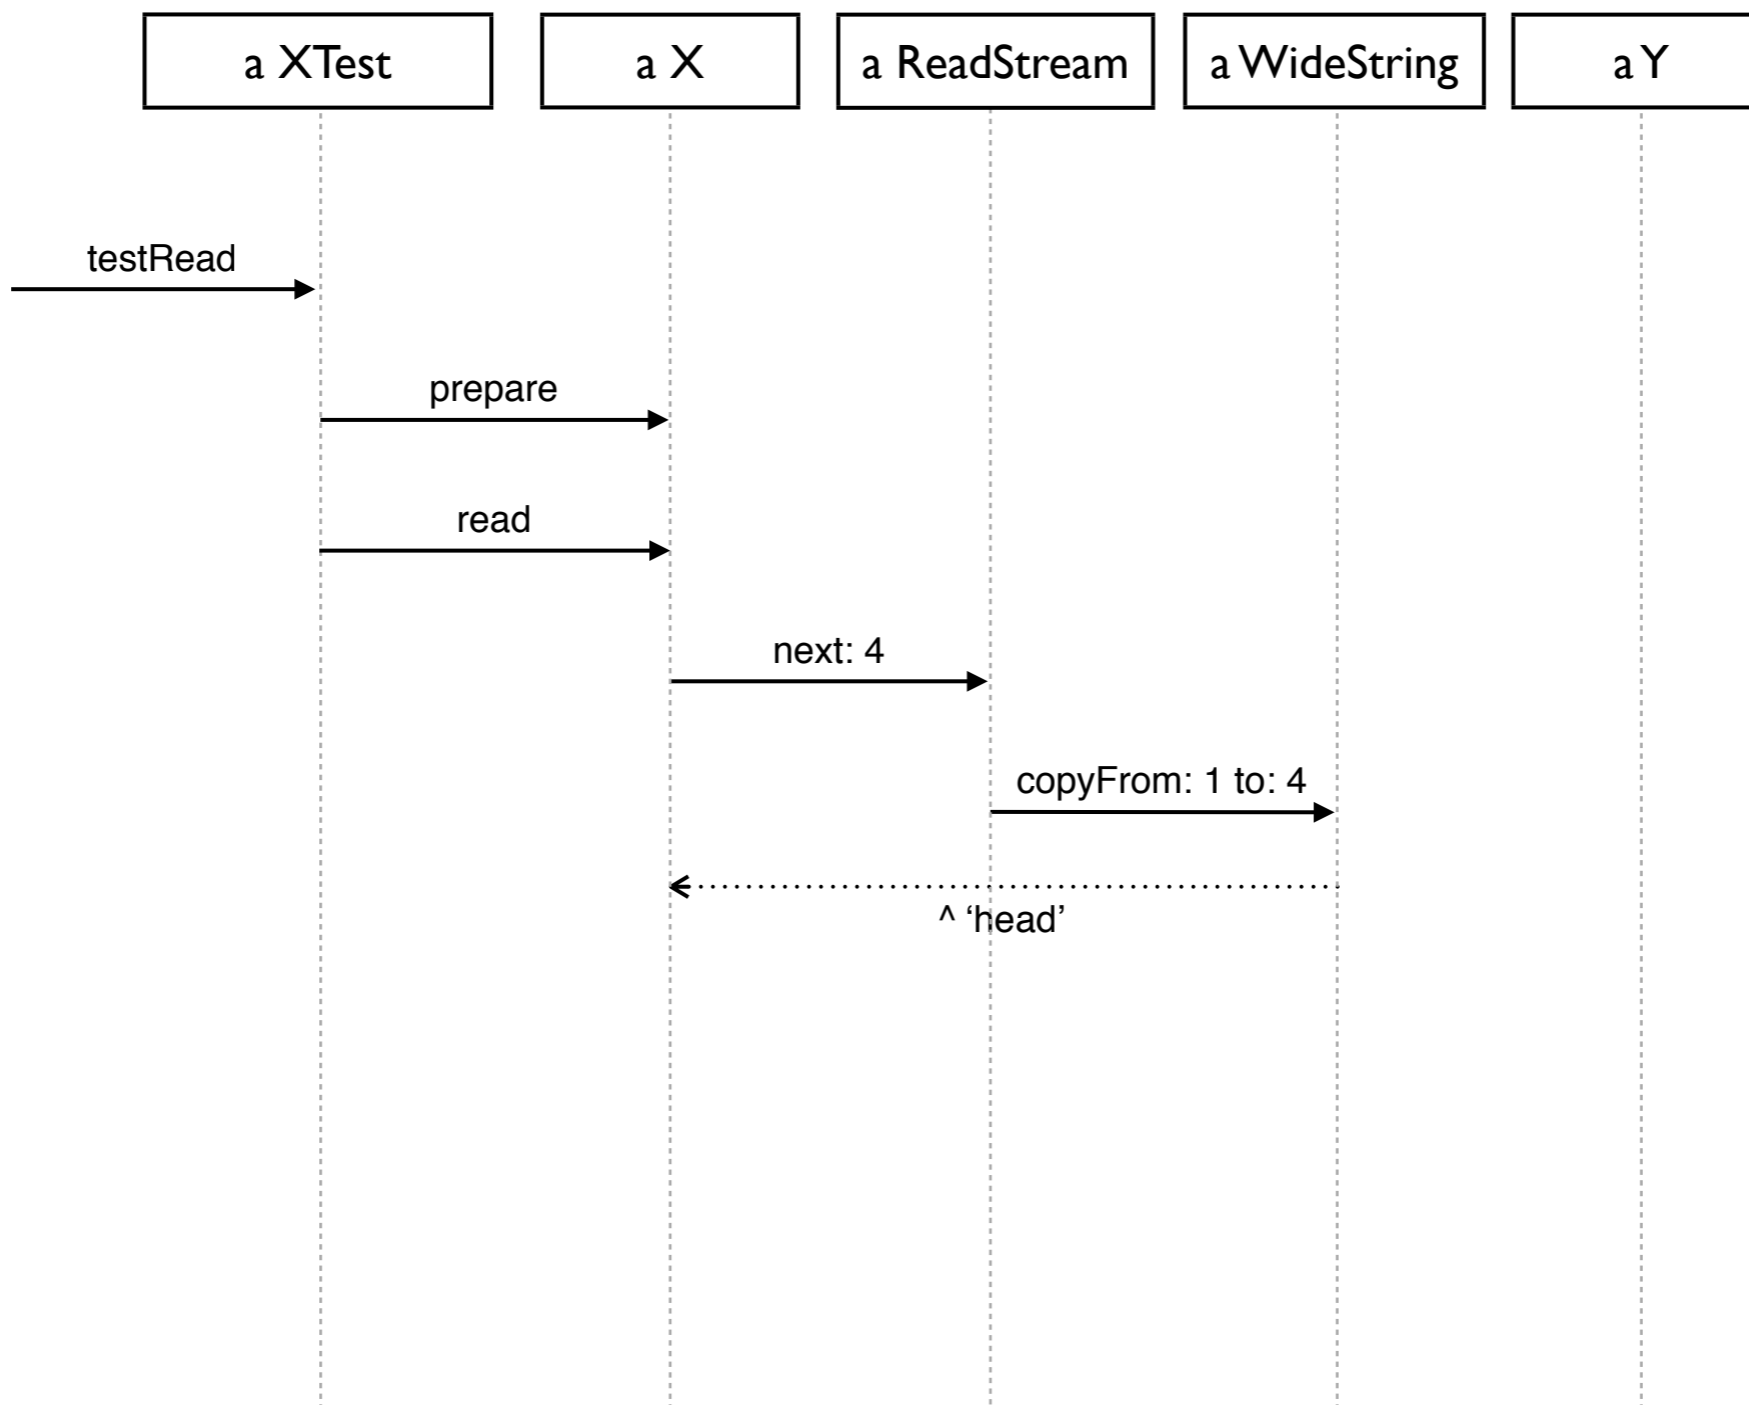 a XTest
a X
a ReadStream
a WideString
a Y
testRead
prepare
read
next: 4
copyFrom: 1 to: 4
^ ‘head’